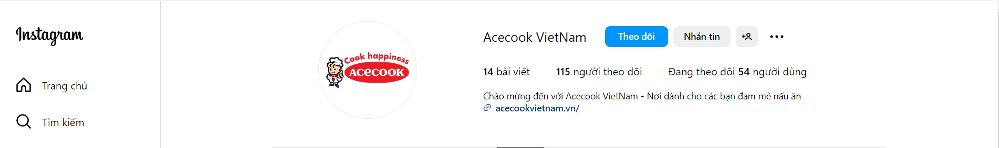 Instagram
Trang chủ
Tìm kiếm
Cook happiness
ACECOOK
Acecook VietNam
Theo dõi
Nhắn tin
14 bài viết
115 người theo dõi
Đang theo dõi 54 người dùng
Chào mừng đến với Acecook VietNam - Nơi dành cho các bạn đam mê nấu ăn
acecookvietnam.vn/